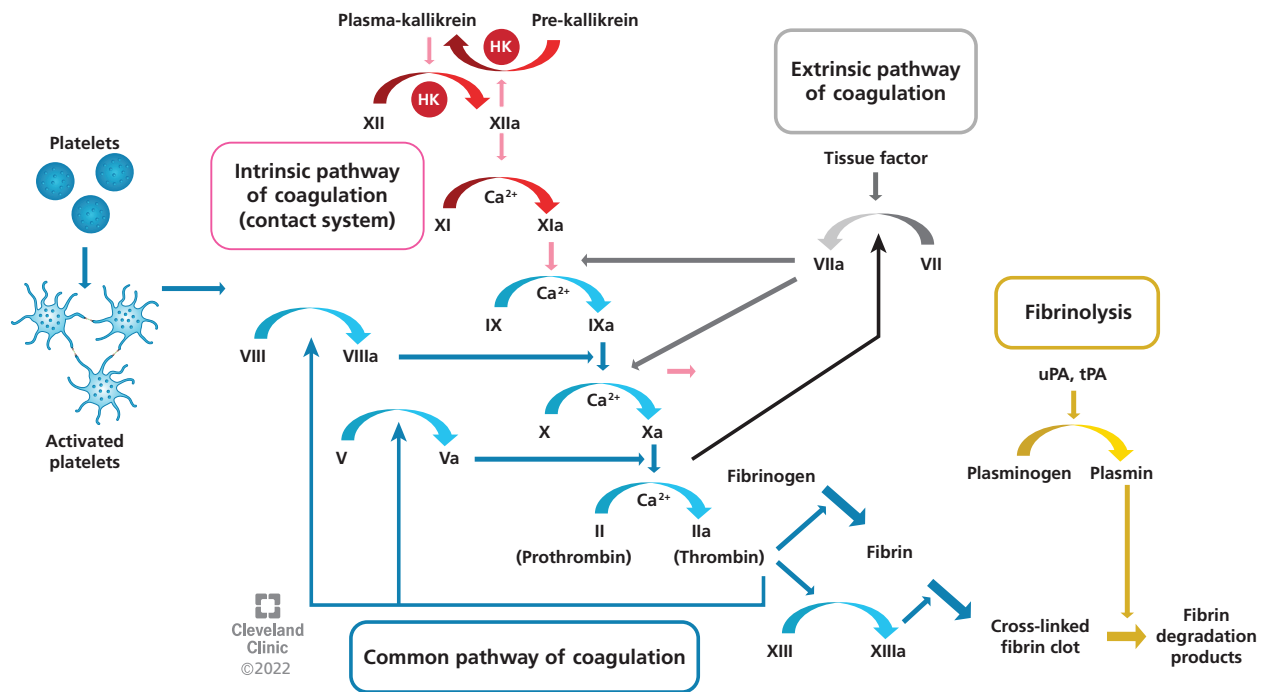 Plasma-kallikrein
Pre-kallikrein
HK
HK
XII
XIIa
Extrinsic pathway
of coagulation
Platelets
Intrinsic pathway
of coagulation
(contact system)
Tissue factor
Ca²⁺
XI
XIa
VIIa
VII
Ca²⁺
IX
IXa
Fibrinolysis
VIII
VIIIa
uPA, tPA
Ca²⁺
X
Xa
Activated
platelets
V
Va
Plasminogen
Plasmin
Fibrinogen
Ca²⁺
II
(Prothrombin)
IIa
(Thrombin)
Fibrin
Cleveland
Clinic
©2022
Common pathway of coagulation
XIII
XIIIa
Cross-linked
fibrin clot
Fibrin
degradation
products